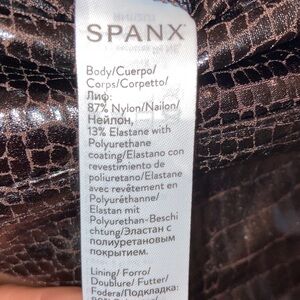 SPANX
Body/Cuerpo/
Corps/Corpetto/
Лиф:
87% Nylon/Nailon/
Нейлон,
13% Elastane with
Polyurethane
coating/Elastano con
revestimiento de
poliuretano/Elastane
avec revêtement en
Polyuréthanne/
Elastan mit
Polyurethan-Beschi
chtung/Эластан с
полиуретановым
покрытием.
Lining/ Forro/
Doublure/ Futter/
Fodera/Подкладка: